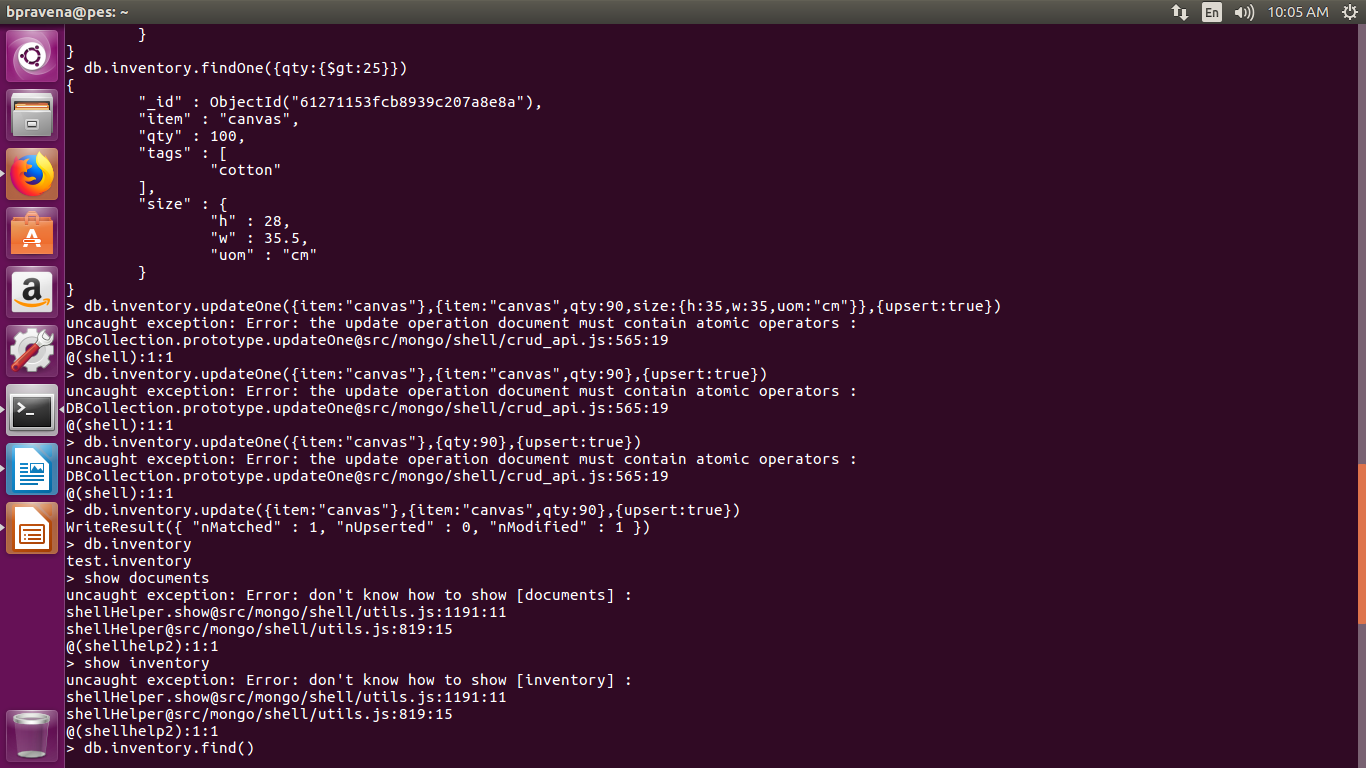 bpravena@pes: ~
En
10:05 AM
}
}
> db.inventory.findOne({qty:{$gt:25}})
{
"_id" : ObjectId("61271153fcb8939c207a8e8a"),
"item" : "canvas",
"qty" : 100,
"tags" : [
"cotton"
],
"size" : {
"h" : 28,
"w" : 35.5,
"uom" : "cm"
}
}
> db.inventory.updateOne({item:"canvas"},{item:"canvas",qty:90,size:{h:35,w:35,uom:"cm"}},{upsert:true})
uncaught exception: Error: the update operation document must contain atomic operators :
DBCollection.prototype.updateOne@src/mongo/shell/crud_api.js:565:19
@(shell):1:1
> db.inventory.updateOne({item:"canvas"},{item:"canvas",qty:90},{upsert:true})
uncaught exception: Error: the update operation document must contain atomic operators :
DBCollection.prototype.updateOne@src/mongo/shell/crud_api.js:565:19
@(shell):1:1
> db.inventory.updateOne({item:"canvas"},{qty:90},{upsert:true})
uncaught exception: Error: the update operation document must contain atomic operators :
DBCollection.prototype.updateOne@src/mongo/shell/crud_api.js:565:19
@(shell):1:1
> db.inventory.update({item:"canvas"},{item:"canvas",qty:90},{upsert:true})
WriteResult({ "nMatched" : 1, "nUpserted" : 0, "nModified" : 1 })
> db.inventory
test.inventory
> show documents
uncaught exception: Error: don't know how to show [documents] :
shellHelper.show@src/mongo/shell/utils.js:1191:11
shellHelper@src/mongo/shell/utils.js:819:15
@(shellhelp2):1:1
> show inventory
uncaught exception: Error: don't know how to show [inventory] :
shellHelper.show@src/mongo/shell/utils.js:1191:11
shellHelper@src/mongo/shell/utils.js:819:15
@(shellhelp2):1:1
> db.inventory.find()